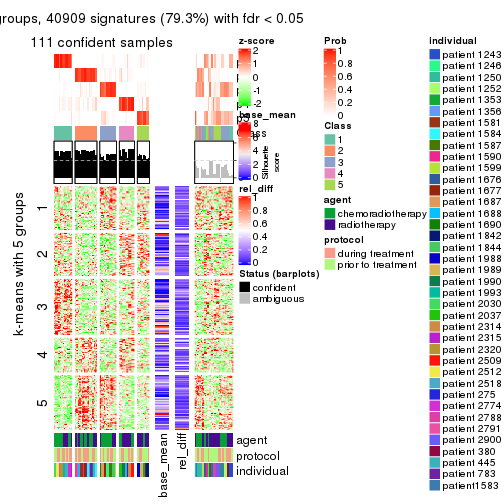 groups, 40909 signatures (79.3%) with fdr < 0.05
111 confident samples
k-means with 5 groups
1
2
3
4
5
base_mean
rel_diff
agent
protocol
individual
z-score
2
1
0
-1
-2
base_mean
8
6
4
2
0
Silhouette
score
rel_diff
1
0.8
0.6
0.4
0.2
0
Status (barplots)
confident
ambiguous
Prob
1
0.8
0.6
0.4
0.2
0
Class
1
2
3
4
5
agent
chemoradiotherapy
radiotherapy
protocol
during treatment
prior to treatment
individual
patient 1243
patient 1246
patient 1250
patient 1252
patient 1353
patient 1356
patient 1581
patient 1584
patient 1587
patient 1590
patient 1599
patient 1676
patient 1677
patient 1687
patient 1688
patient 1690
patient 1842
patient 1844
patient 1988
patient 1989
patient 1990
patient 1993
patient 2030
patient 2037
patient 2314
patient 2315
patient 2320
patient 2509
patient 2512
patient 2518
patient 275
patient 2774
patient 2788
patient 2791
patient 2900
patient 380
patient 445
patient 783
patient1583